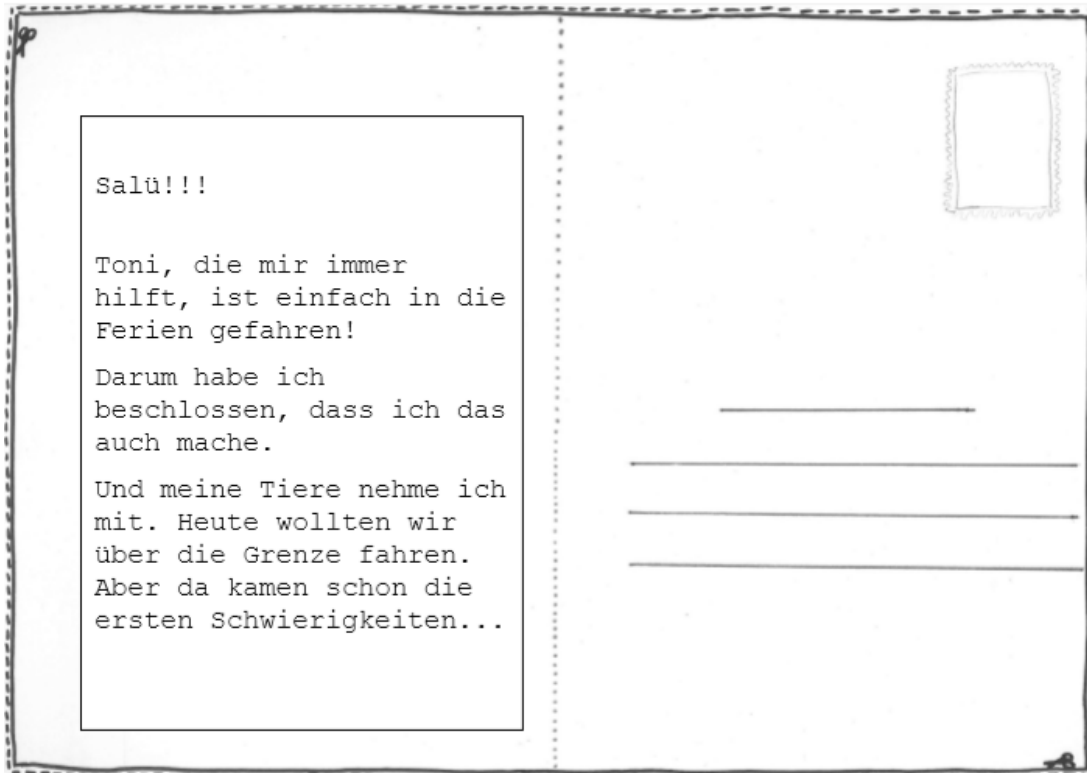 Salü!!!
Toni, die mir immer
hilft, ist einfach in die
Ferien gefahren!
Darum habe ich
beschlossen, dass ich das
auch mache.
Und meine Tiere nehme ich
mit. Heute wollten wir
über die Grenze fahren.
Aber da kamen schon die
ersten Schwierigkeiten...